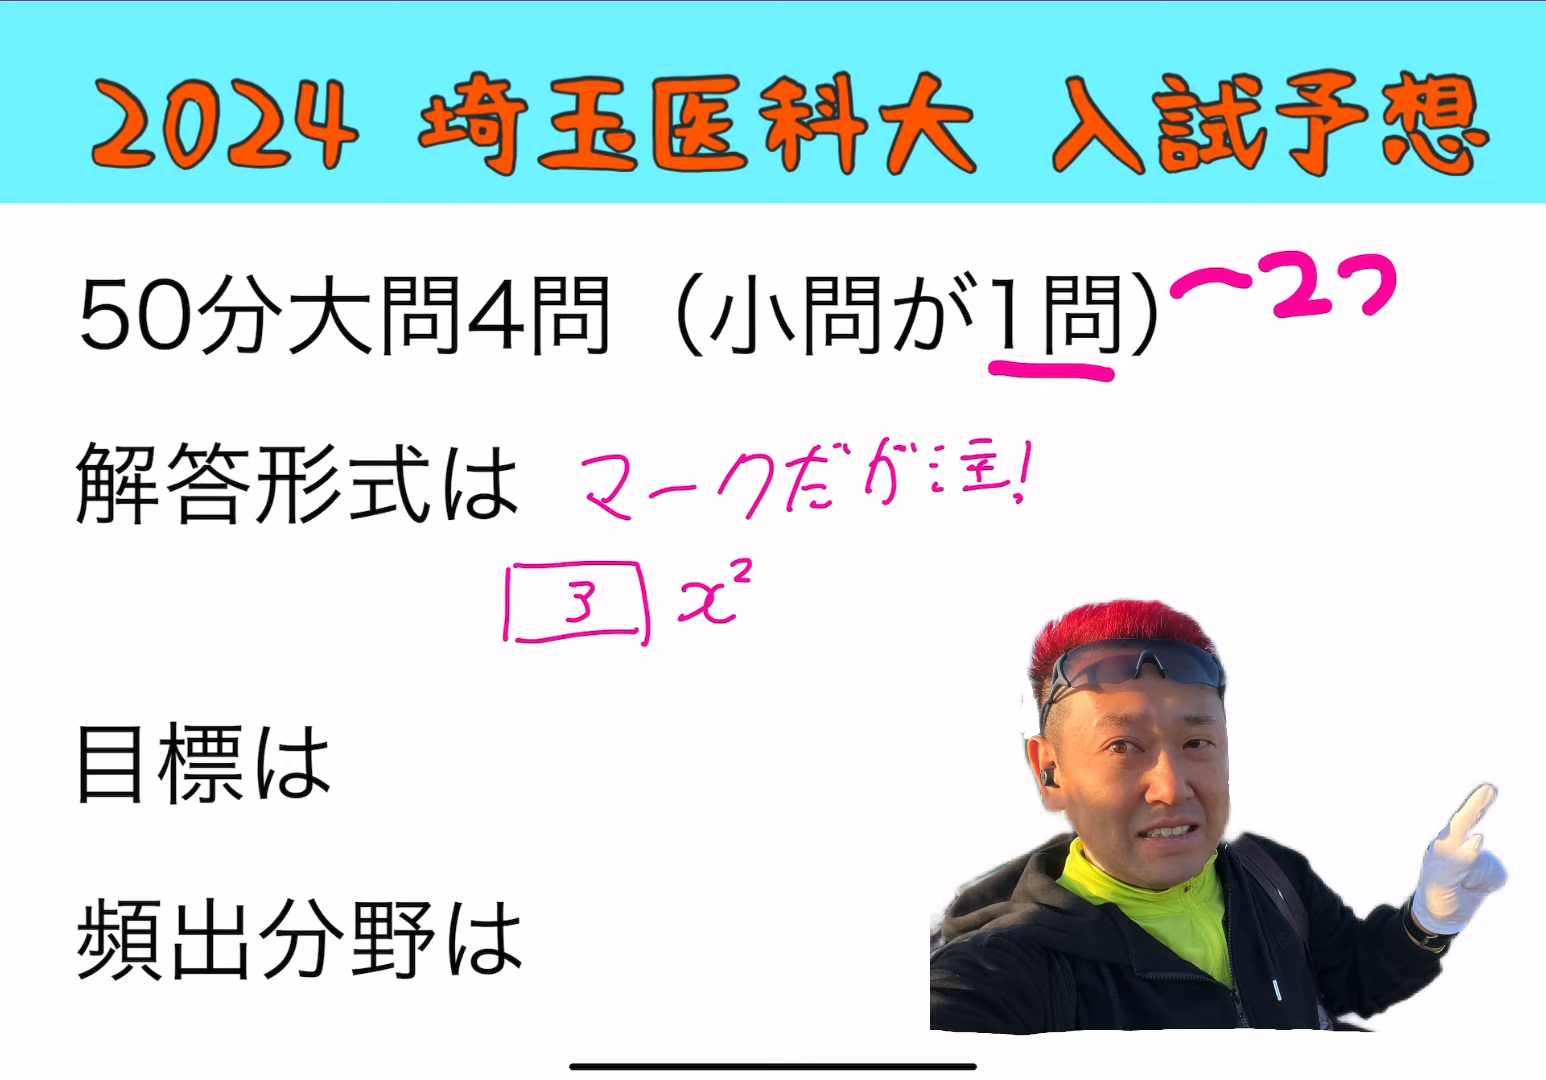 2024 埼玉医科大 入試予想
50分大問4問（小問が1問）〜2つ
解答形式は マークだが注!
3 x²
目標は
頻出分野は